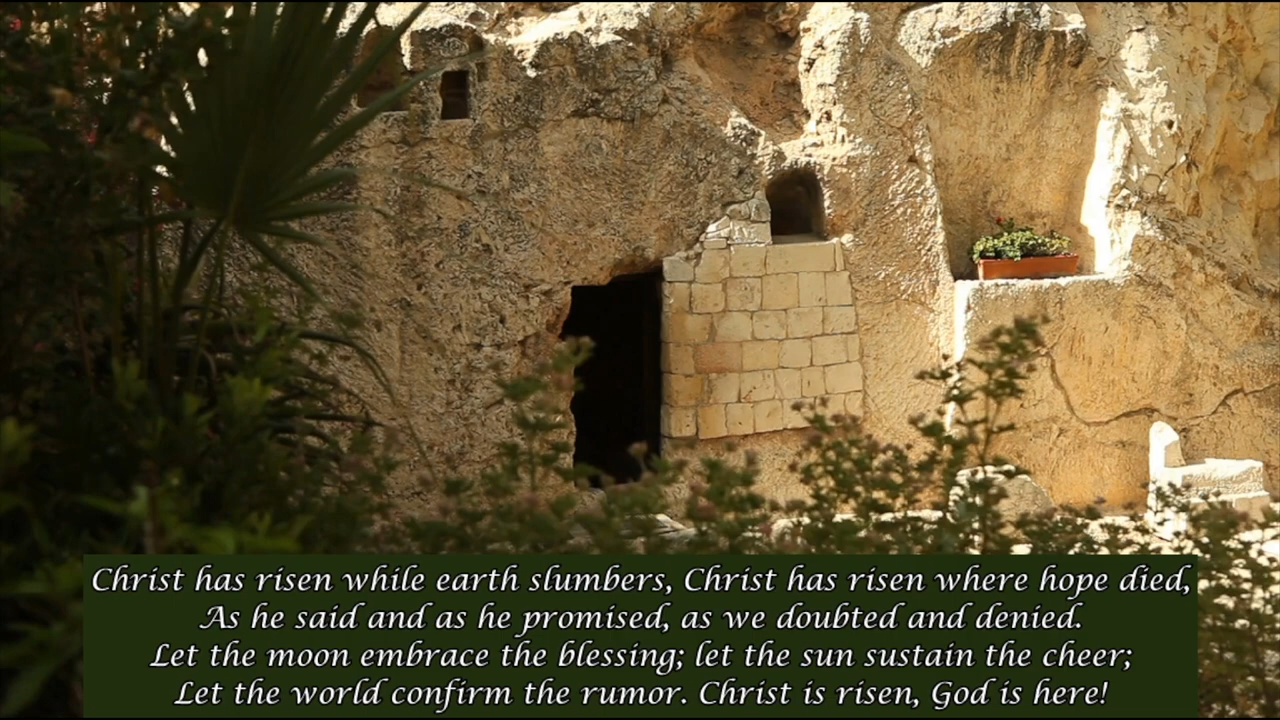 Christ has risen while earth slumbers, Christ has risen where hope died,
As he said and as he promised, as we doubted and denied.
Let the moon embrace the blessing; let the sun sustain the cheer;
Let the world confirm the rumor. Christ is risen, God is here!